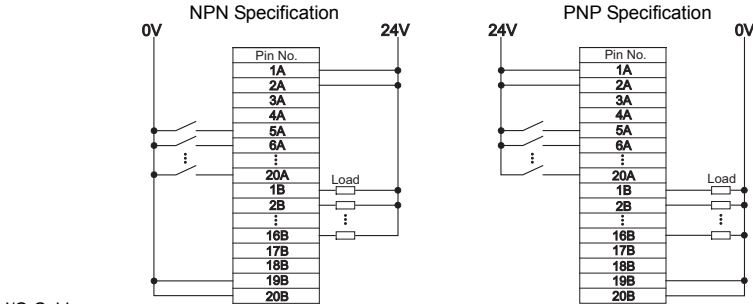 NPN Specification
0V
24V
Pin No.
1A
2A
3A
4A
5A
6A
20A
1B
2B
16B
17B
18B
19B
20B
Load
PNP Specification
24V
0V
Pin No.
1A
2A
3A
4A
5A
6A
20A
1B
2B
16B
17B
18B
19B
20B
Load